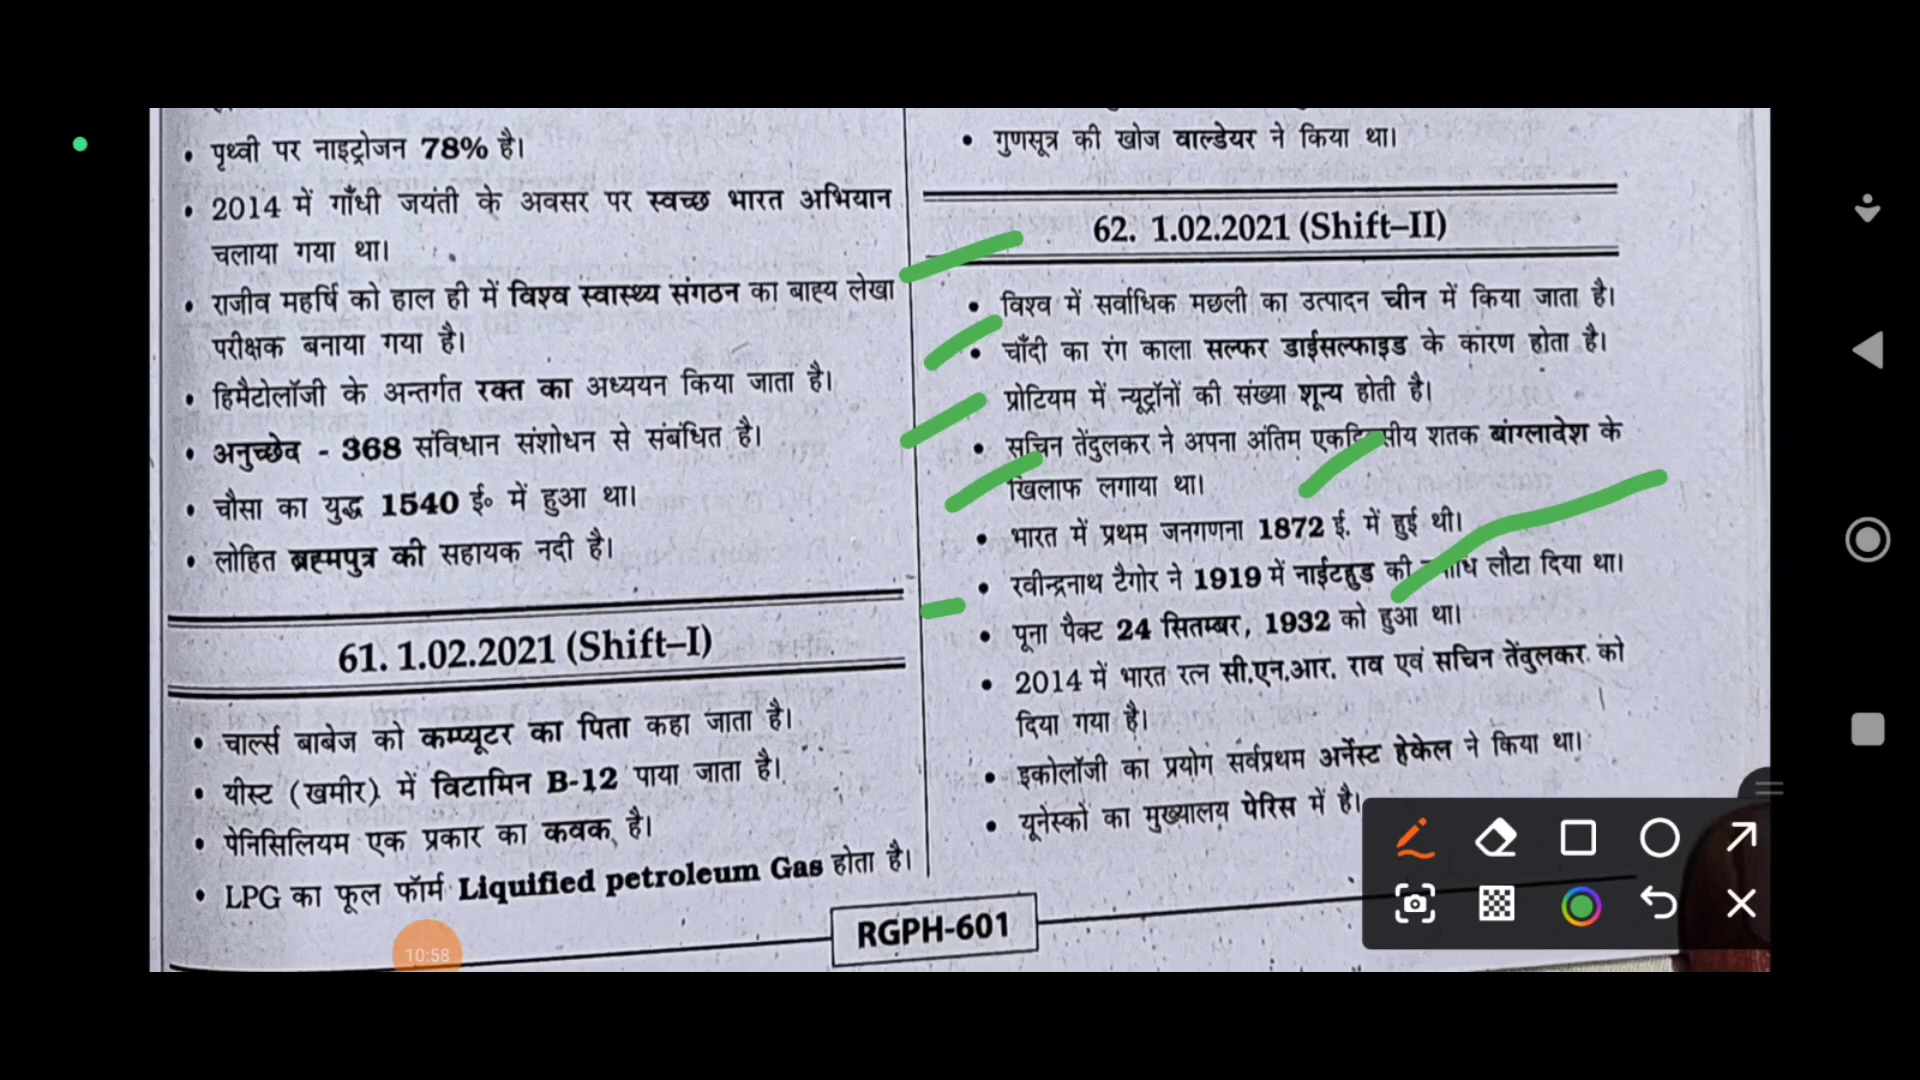 • पृथ्वी पर नाइट्रोजन 78% है।
• 2014 में गाँधी जयंती के अवसर पर स्वच्छ भारत अभियान
चलाया गया था।
• राजीव महर्षि को हाल ही में विश्व स्वास्थ्य संगठन का बाह्य लेखा
परीक्षक बनाया गया है।
• हिमैटोलॉजी के अन्तर्गत रक्त का अध्ययन किया जाता है।
• अनुच्छेद - 368 संविधान संशोधन से संबंधित है।
• चौसा का युद्ध 1540 ई० में हुआ था।
• लोहित ब्रह्मपुत्र की सहायक नदी है।
61. 1.02.2021 (Shift–I)
• चार्ल्स बाबेज को कम्प्यूटर का पिता कहा जाता है।
• यीस्ट (खमीर) में विटामिन B-12 पाया जाता है।
• पेनिसिलियम एक प्रकार का कवक है।
• LPG का फूल फॉर्म Liquified petroleum Gas होता है।
• गुणसूत्र की खोज वाल्डेयर ने किया था।
62. 1.02.2021 (Shift–II)
• विश्व में सर्वाधिक मछली का उत्पादन चीन में किया जाता है।
• चाँदी का रंग काला सल्फर डाईसल्फाइड के कारण होता है।
प्रोटियम में न्यूट्रॉनों की संख्या शून्य होती है।
• सचिन तेंदुलकर ने अपना अंतिम एकदिवसीय शतक बांग्लादेश के
खिलाफ लगाया था।
• भारत में प्रथम जनगणना 1872 ई. में हुई थी।
• रवीन्द्रनाथ टैगोर ने 1919 में नाईटहुड की लौटा दिया था।
• पूना पैक्ट 24 सितम्बर, 1932 को हुआ था।
• 2014 में भारत रत्न सी.एन.आर. राव एवं सचिन तेंदुलकर को
दिया गया है।
• इकोलॉजी का प्रयोग सर्वप्रथम अर्नेस्ट हेकेल ने किया था।
• यूनेस्को का मुख्यालय पेरिस में है।
RGPH-601
10:58